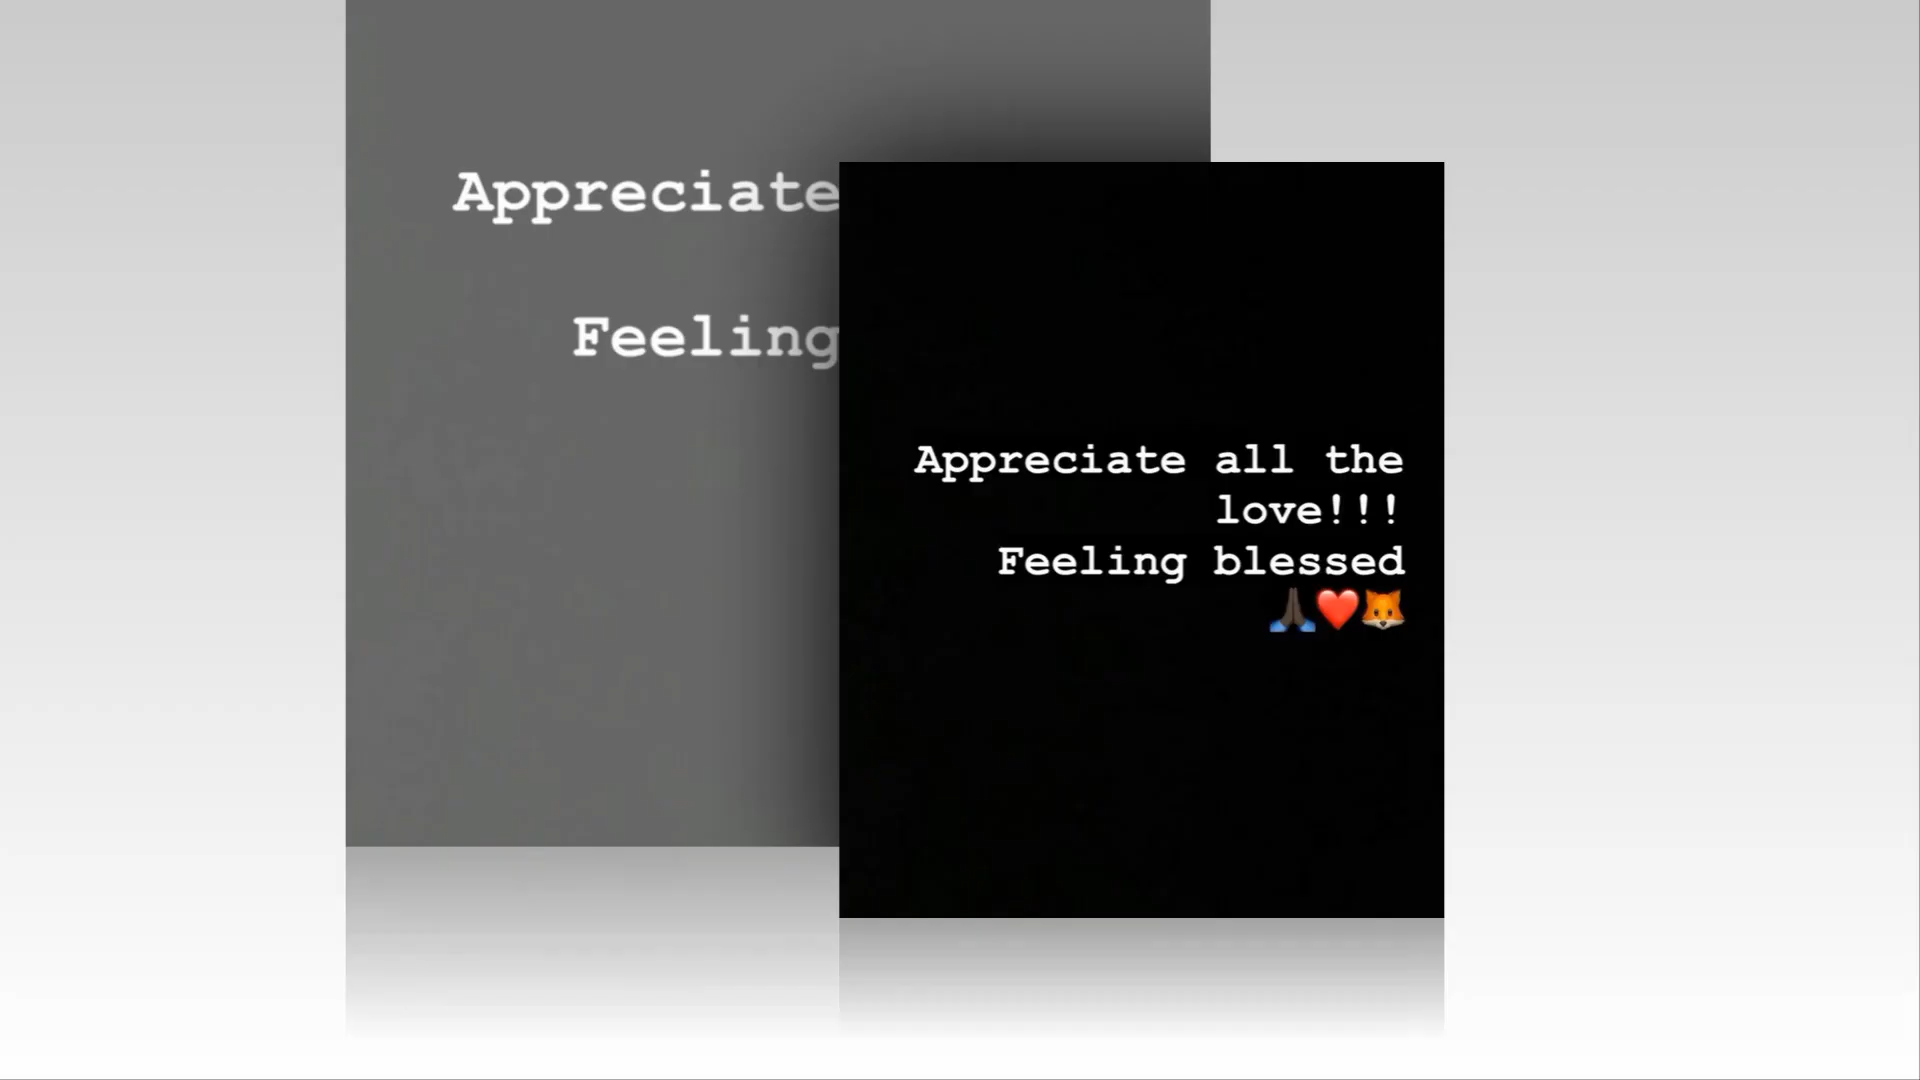 Appreciate
Feeling
Appreciate all the
love!!!
Feeling blessed
🙏🏿❤️🦊